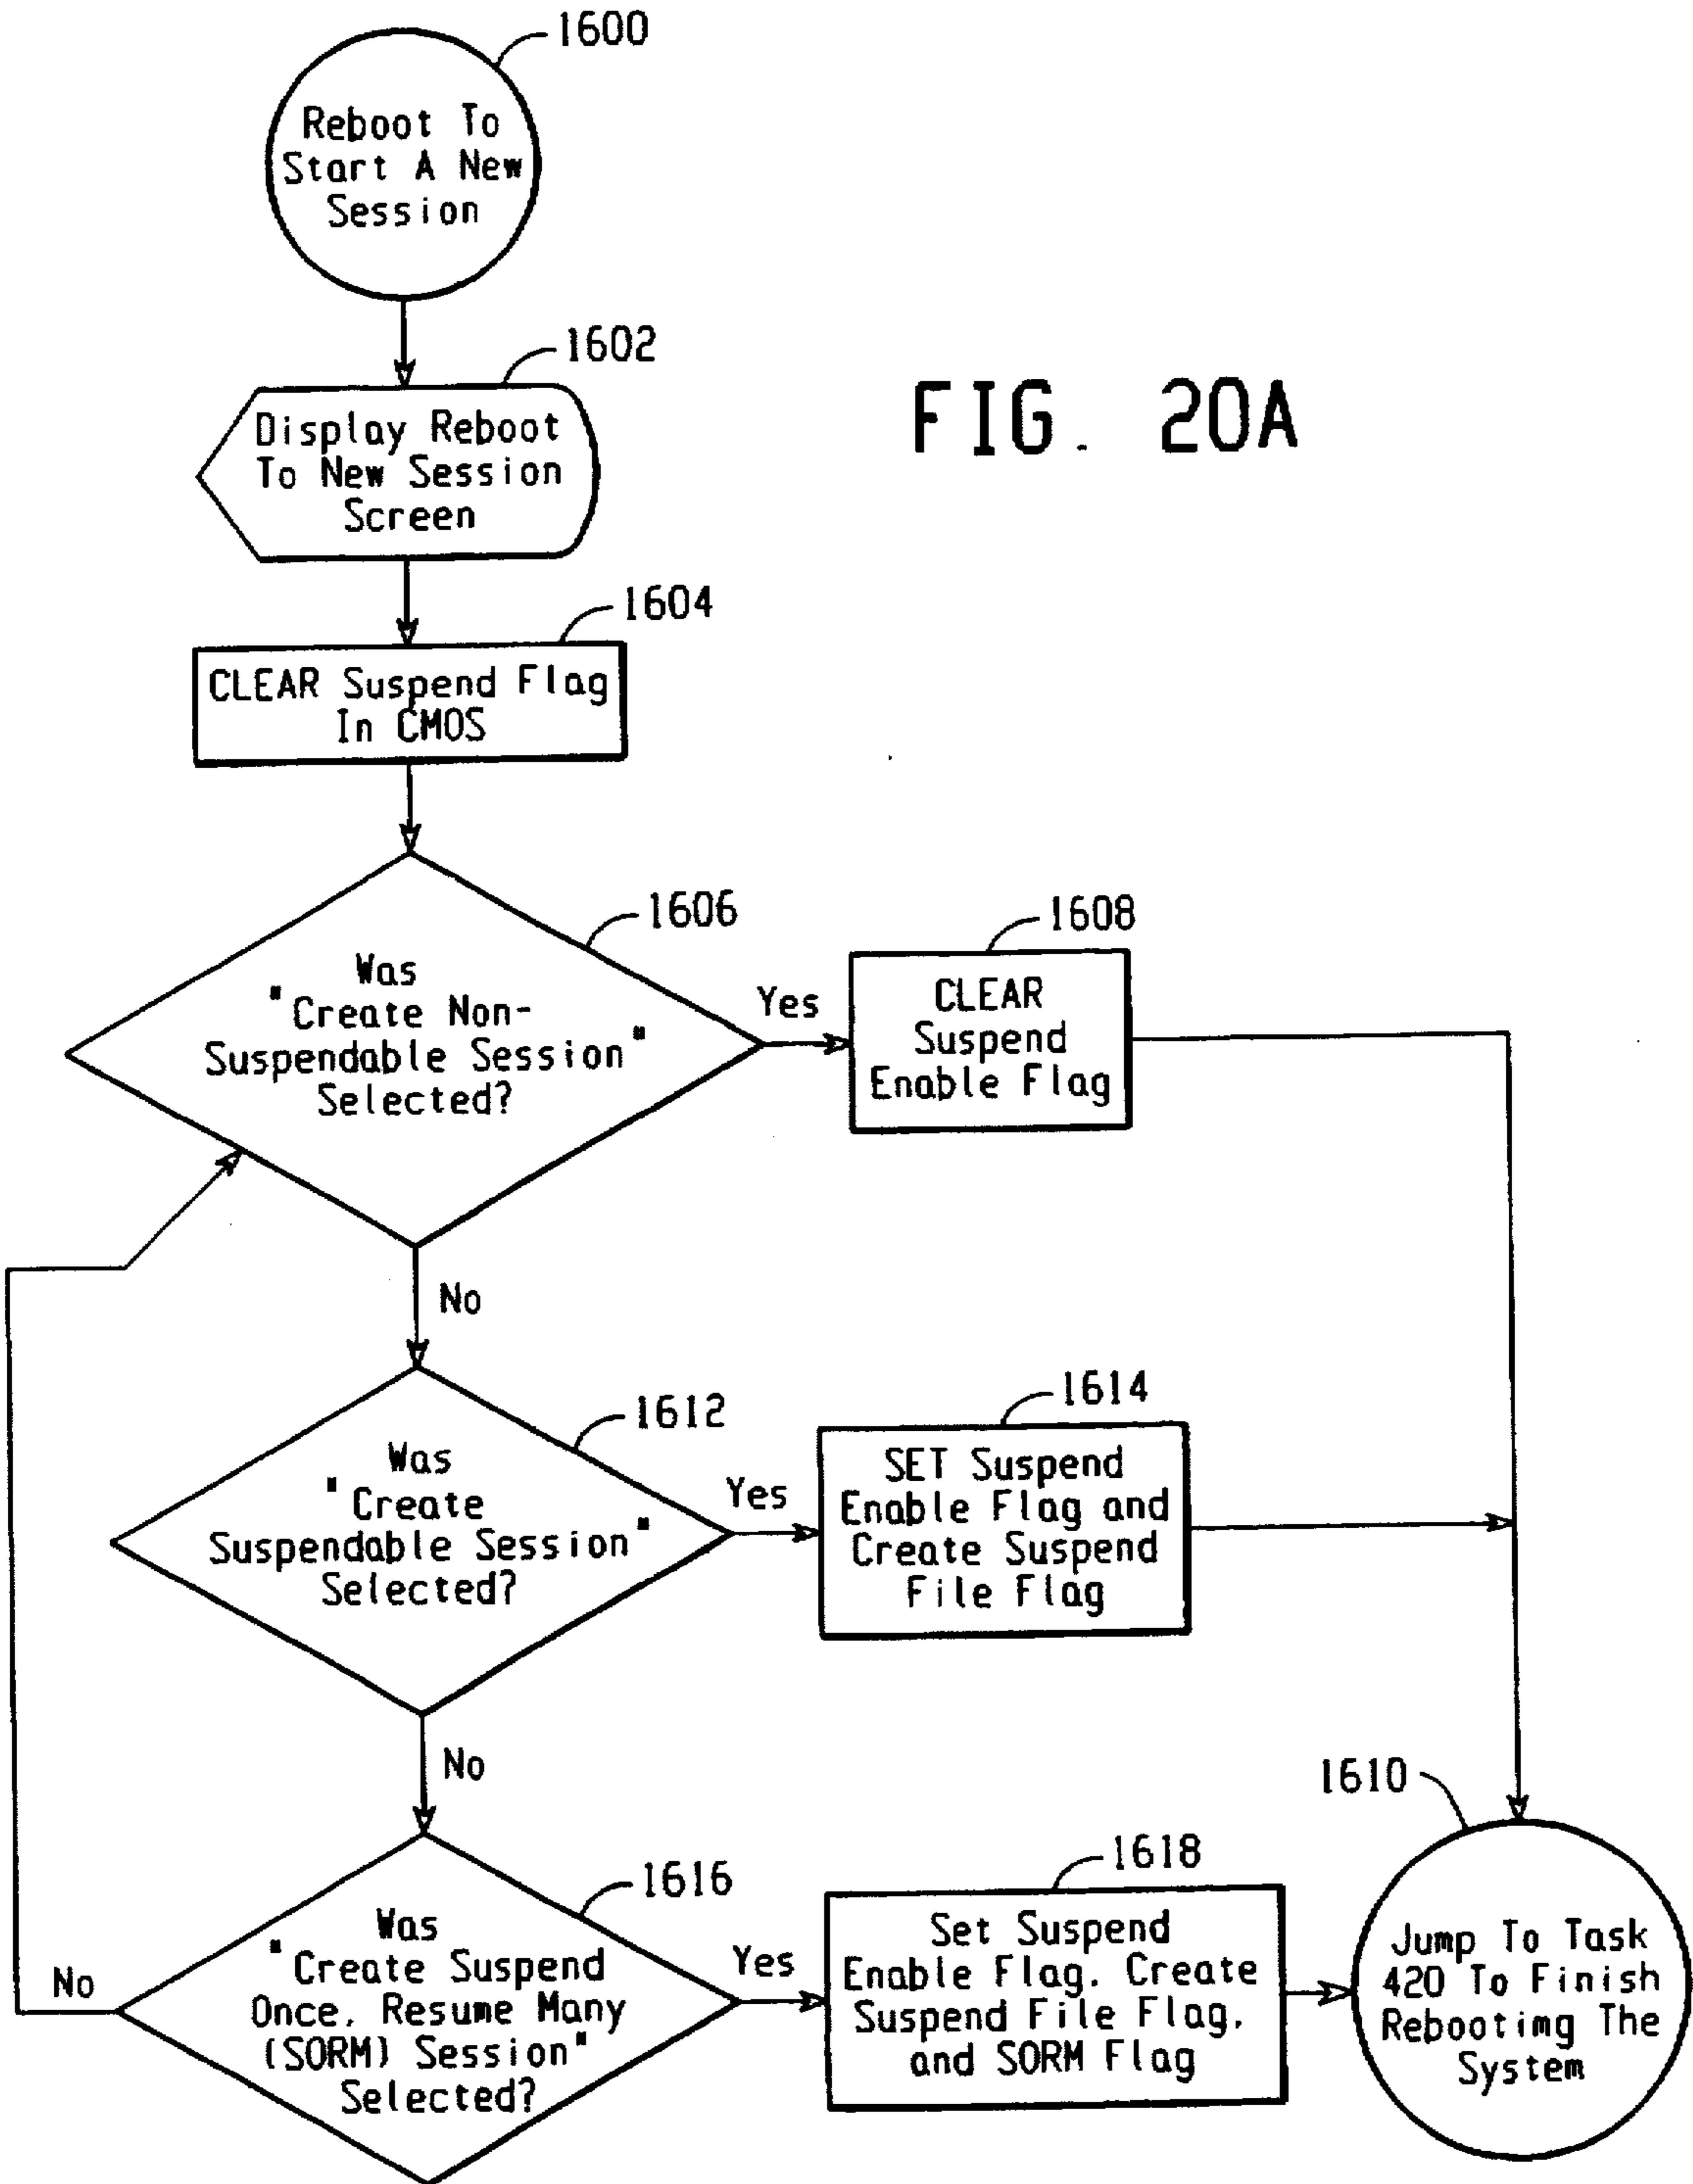 1600
Reboot To
Start A New
Session
1602
Display Reboot
To New Session
Screen
FIG. 20A
1604
CLEAR Suspend Flag
In CMOS
1606
Was
"Create Non-
Suspendable Session"
Selected?
Yes
1608
CLEAR
Suspend
Enable Flag
No
1612
Was
"Create
Suspendable Session"
Selected?
Yes
1614
SET Suspend
Enable Flag and
Create Suspend
File Flag
No
1616
Was
"Create Suspend
Once, Resume Many
(SORM) Session"
Selected?
No
Yes
1618
Set Suspend
Enable Flag, Create
Suspend File Flag,
and SORM Flag
1610
Jump To Task
420 To Finish
Rebootimg The
System